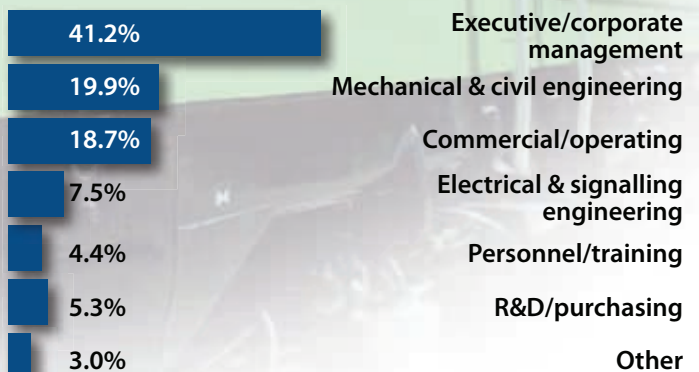 41.2% Executive/corporate
management
19.9% Mechanical & civil engineering
18.7% Commercial/operating
7.5% Electrical & signalling
engineering
4.4% Personnel/training
5.3% R&D/purchasing
3.0% Other